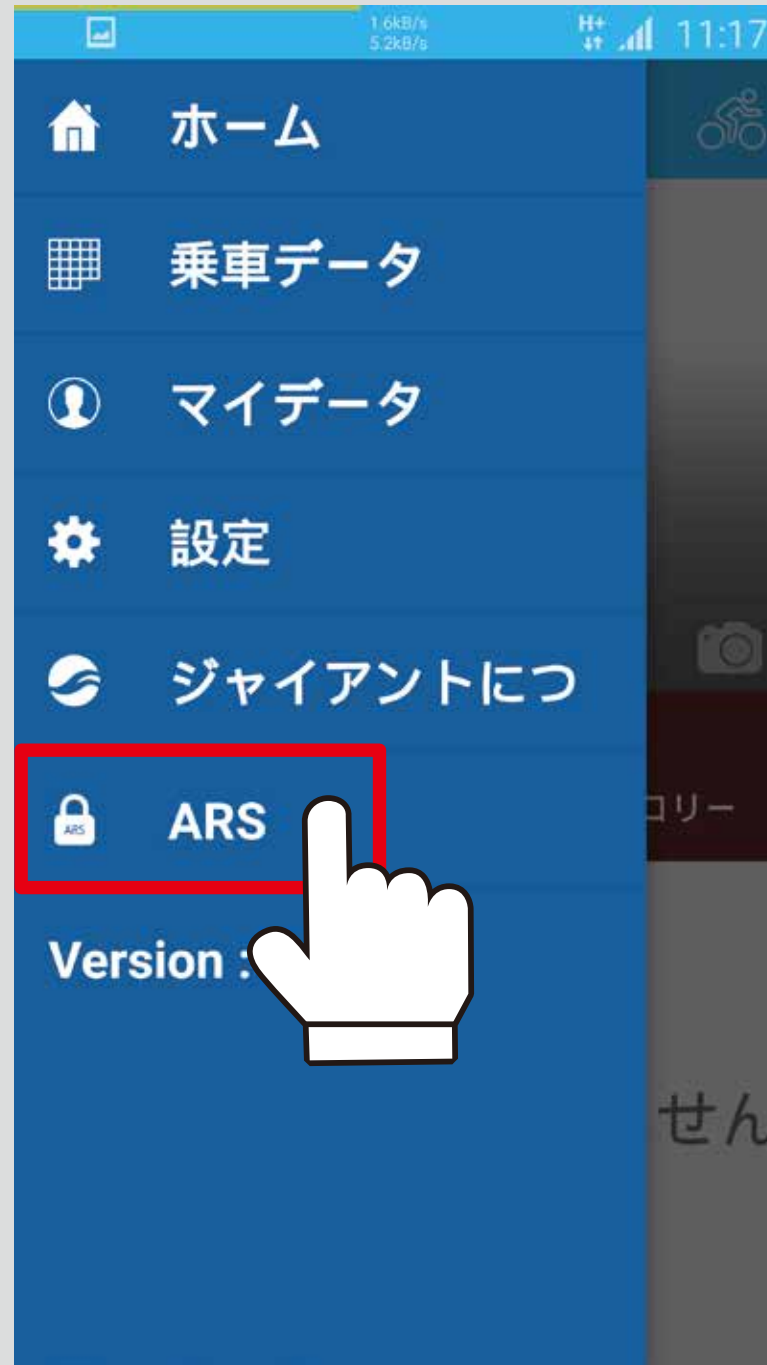 1.6kB/s
5.2kB/s
H+
11:17
ホーム
乗車データ
マイデータ
設定
ジャイアントにつ
ARS
ARS
ロリー
Version :
せん